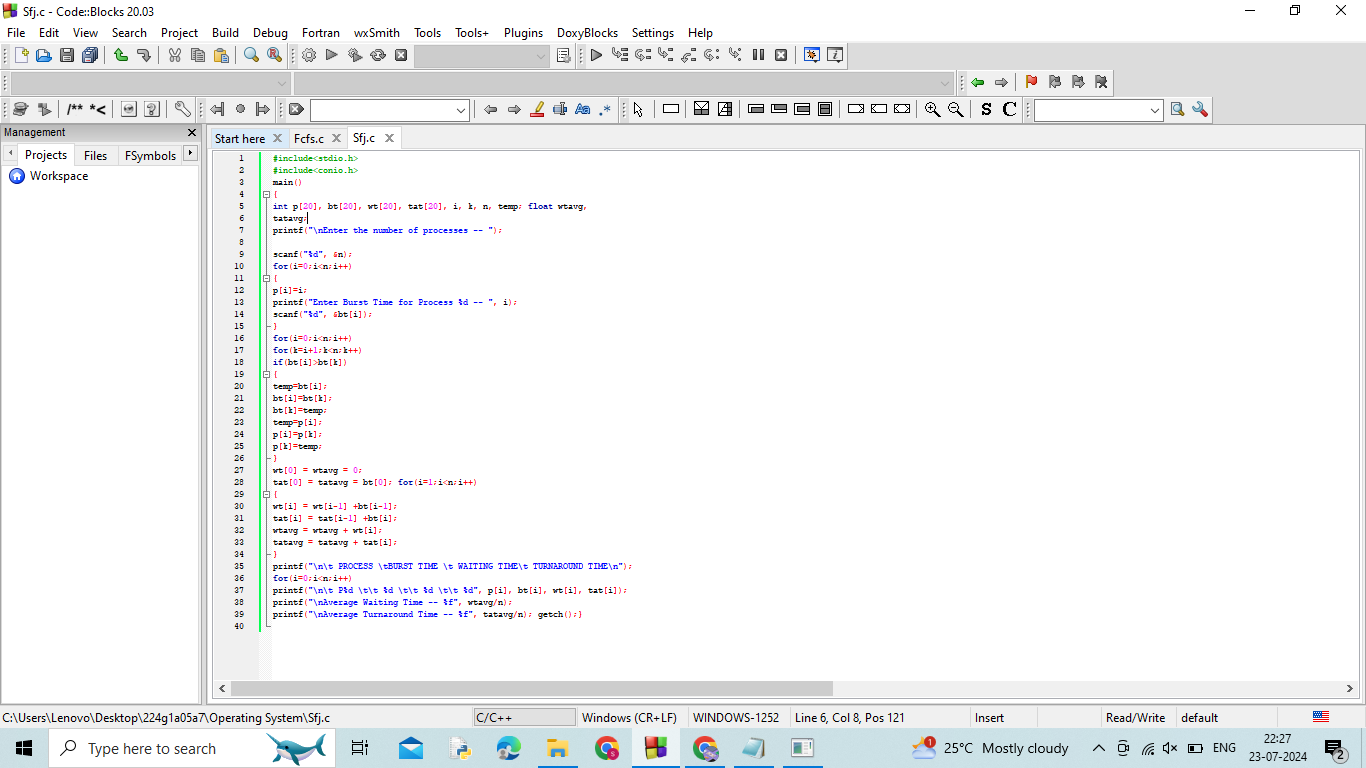 Sfj.c - Code::Blocks 20.03
File Edit View Search Project Build Debug Fortran wxSmith Tools Tools+ Plugins DoxyBlocks Settings Help
/** *<
Aa .*
S C
Management
Projects Files FSymbols
Workspace
Start here Fcfs.c Sfj.c
1 #include<stdio.h>
2 #include<conio.h>
3 main()
4 {
5 int p[20], bt[20], wt[20], tat[20], i, k, n, temp; float wtavg,
6 tatavg;
7 printf("\nEnter the number of processes -- ");
8
9 scanf("%d", &n);
10 for(i=0;i<n;i++)
11 {
12 p[i]=i;
13 printf("Enter Burst Time for Process %d -- ", i);
14 scanf("%d", &bt[i]);
15 }
16 for(i=0;i<n;i++)
17 for(k=i+1;k<n;k++)
18 if(bt[i]>bt[k])
19 {
20 temp=bt[i];
21 bt[i]=bt[k];
22 bt[k]=temp;
23 temp=p[i];
24 p[i]=p[k];
25 p[k]=temp;
26 }
27 wt[0] = wtavg = 0;
28 tat[0] = tatavg = bt[0]; for(i=1;i<n;i++)
29 {
30 wt[i] = wt[i-1] +bt[i-1];
31 tat[i] = tat[i-1] +bt[i];
32 wtavg = wtavg + wt[i];
33 tatavg = tatavg + tat[i];
34 }
35 printf("\n\t PROCESS \tBURST TIME \t WAITING TIME\t TURNAROUND TIME\n");
36 for(i=0;i<n;i++)
37 printf("\n\t P%d \t\t %d \t\t %d \t\t %d", p[i], bt[i], wt[i], tat[i]);
38 printf("\nAverage Waiting Time -- %f", wtavg/n);
39 printf("\nAverage Turnaround Time -- %f", tatavg/n); getch();}
40
C:\Users\Lenovo\Desktop\224g1a05a7\Operating System\Sfj.c C/C++ Windows (CR+LF) WINDOWS-1252 Line 6, Col 8, Pos 121 Insert Read/Write default
Type here to search
1
25°C Mostly cloudy
ENG
22:27
23-07-2024
2